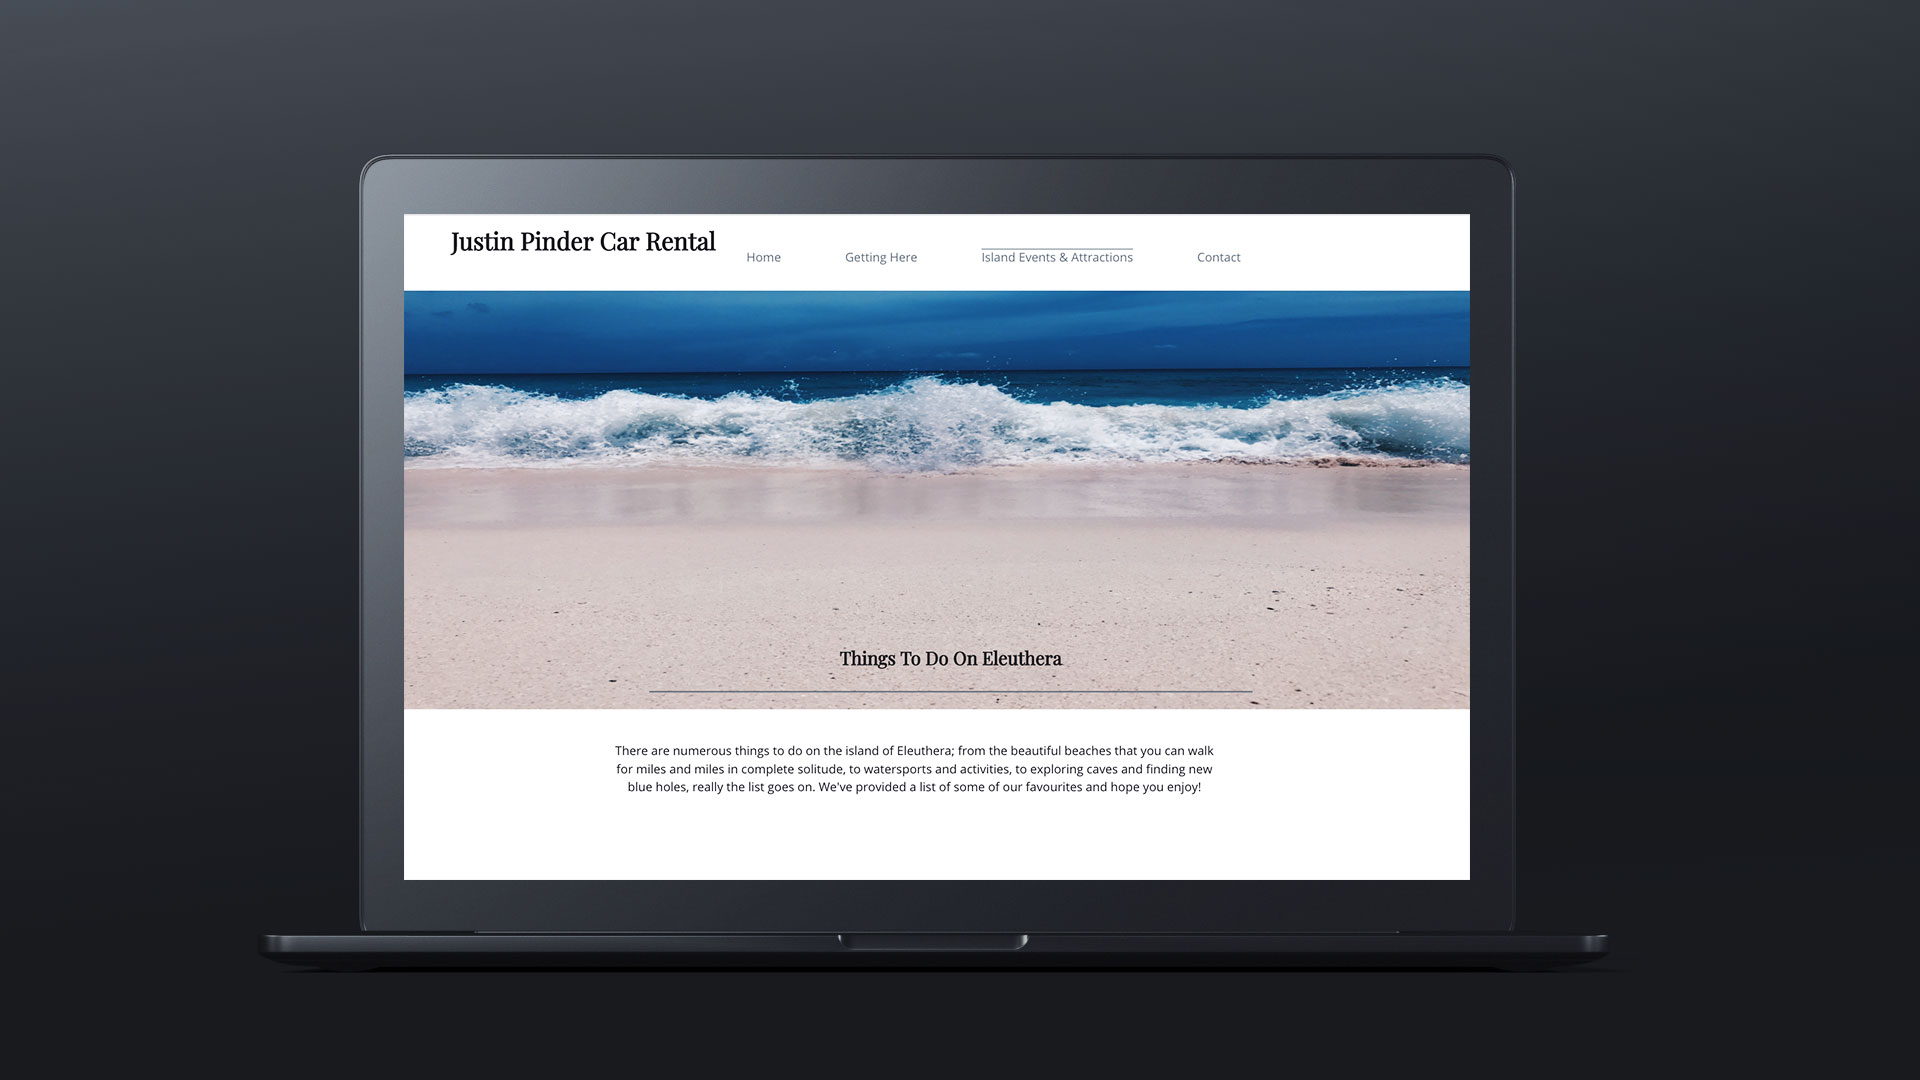 Justin Pinder Car Rental
Home
Getting Here
Island Events & Attractions
Contact
Things To Do On Eleuthera
There are numerous things to do on the island of Eleuthera; from the beautiful beaches that you can walk
for miles and miles in complete solitude, to watersports and activities, to exploring caves and finding new
blue holes, really the list goes on. We've provided a list of some of our favourites and hope you enjoy!